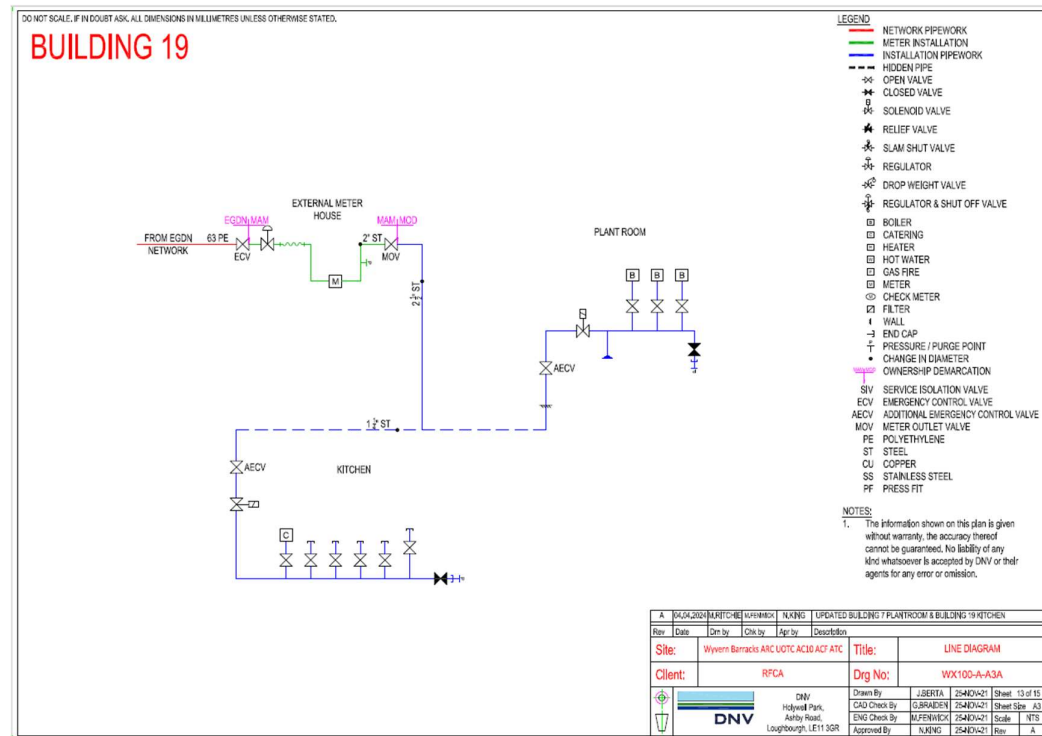 DO NOT SCALE. IF IN DOUBT ASK. ALL DIMENSIONS IN MILLIMETRES UNLESS OTHERWISE STATED.
BUILDING 19
LEGEND
NETWORK PIPEWORK
METER INSTALLATION
INSTALLATION PIPEWORK
HIDDEN PIPE
OPEN VALVE
CLOSED VALVE
SOLENOID VALVE
RELIEF VALVE
SLAM SHUT VALVE
REGULATOR
DROP WEIGHT VALVE
REGULATOR & SHUT OFF VALVE
BOILER
CATERING
HEATER
HOT WATER
GAS FIRE
METER
CHECK METER
FILTER
WALL
END CAP
PRESSURE / PURGE POINT
CHANGE IN DIAMETER
OWNERSHIP DEMARCATION
SIV SERVICE ISOLATION VALVE
ECV EMERGENCY CONTROL VALVE
AECV ADDITIONAL EMERGENCY CONTROL VALVE
MOV METER OUTLET VALVE
PE POLYETHYLENE
ST STEEL
CU COPPER
SS STAINLESS STEEL
PF PRESS FIT
NOTES:
1. The information shown on this plan is given
without warranty, the accuracy thereof
cannot be guaranteed. No liability of any
kind whatsoever is accepted by DNV or their
agents for any error or omission.
EXTERNAL METER
HOUSE
EGDN MAM
MAM MOD
FROM EGDN
NETWORK
63 PE
ECV
M
2" ST
MOV
2 1/2" ST
PLANT ROOM
B B B
AECV
1 1/2" ST
AECV
KITCHEN
C
A 04.04.2024 M.RITCHIE M.FENWICK N.KING UPDATED BUILDING 7 PLANTROOM & BUILDING 19 KITCHEN
Rev Date Drn by Chk by Apr by Description
Site: Wyvern Barracks ARC UOTC AC10 ACF ATC Title: LINE DIAGRAM
Client: RFCA Drg No: WX100-A-A3A
DNV
DNV
Holywell Park,
Ashby Road,
Loughbourgh, LE11 3GR
Drawn By J.BERTA 25-NOV-21 Sheet 13 of 15
CAD Check By G.BRAIDEN 25-NOV-21 Sheet Size A3
ENG Check By M.FENWICK 25-NOV-21 Scale NTS
Approved By N.KING 25-NOV-21 Rev A